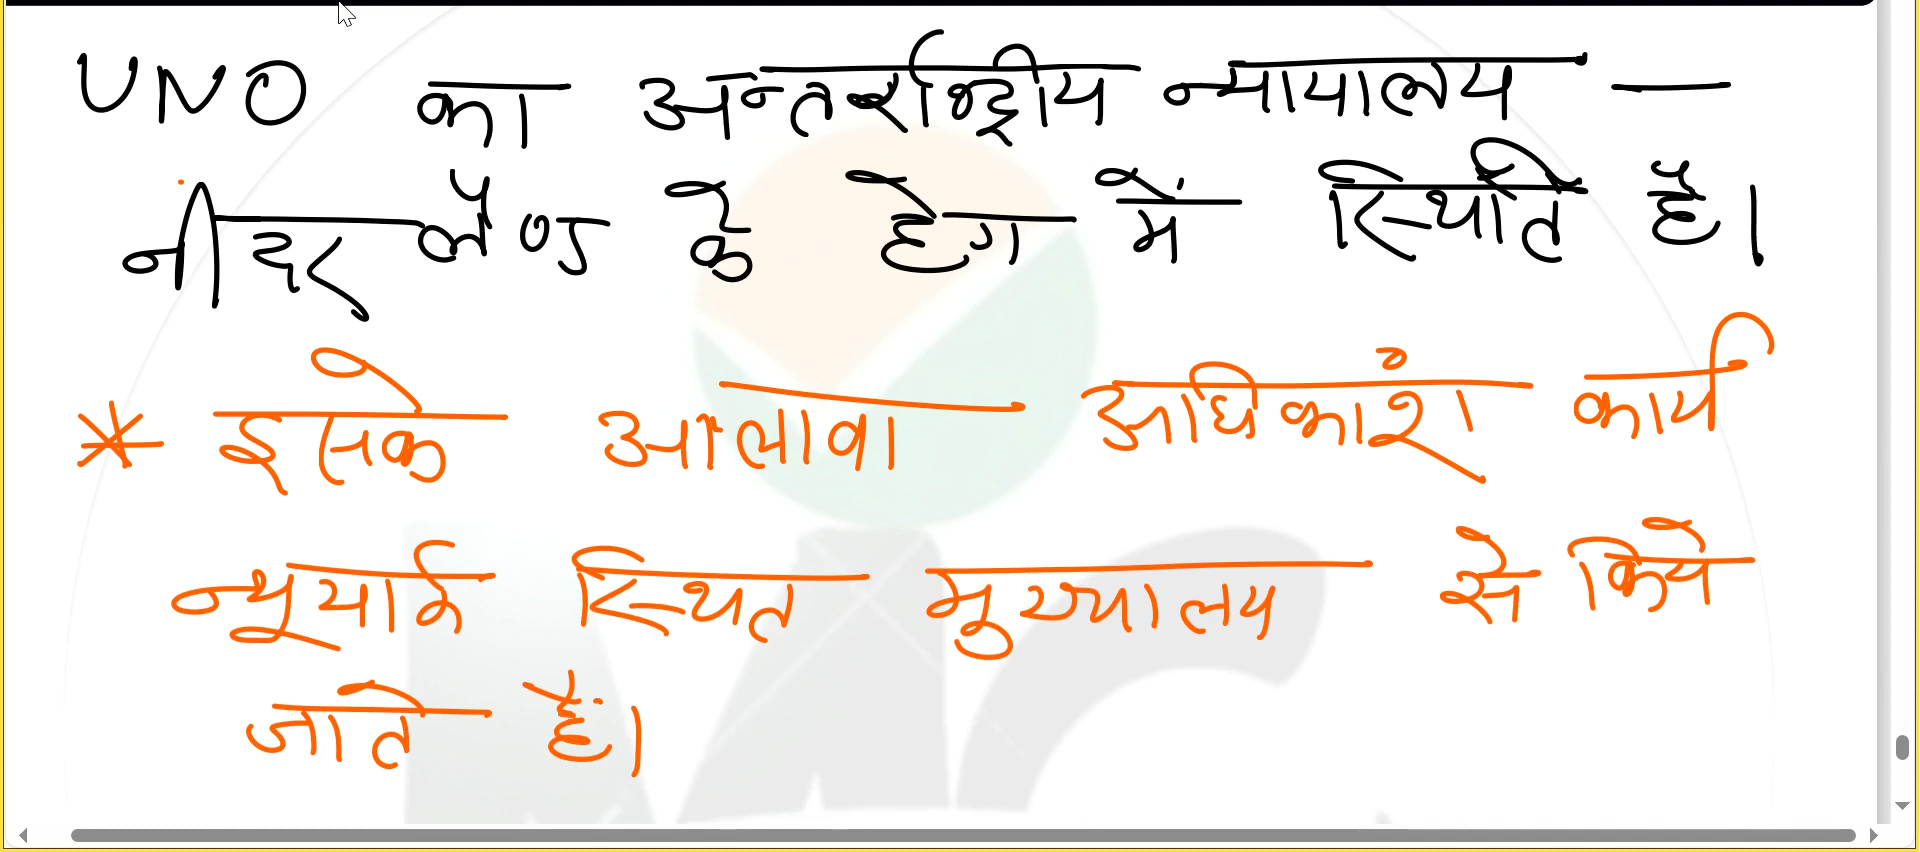 UNO का अन्तर्राष्ट्रीय न्यायालय —
नीदरलैण्ड के हेग में स्थिति है।
* इसके अलावा अधिकांश कार्य
न्यूयार्क स्थित मुख्यालय से किये
जाते हैं।